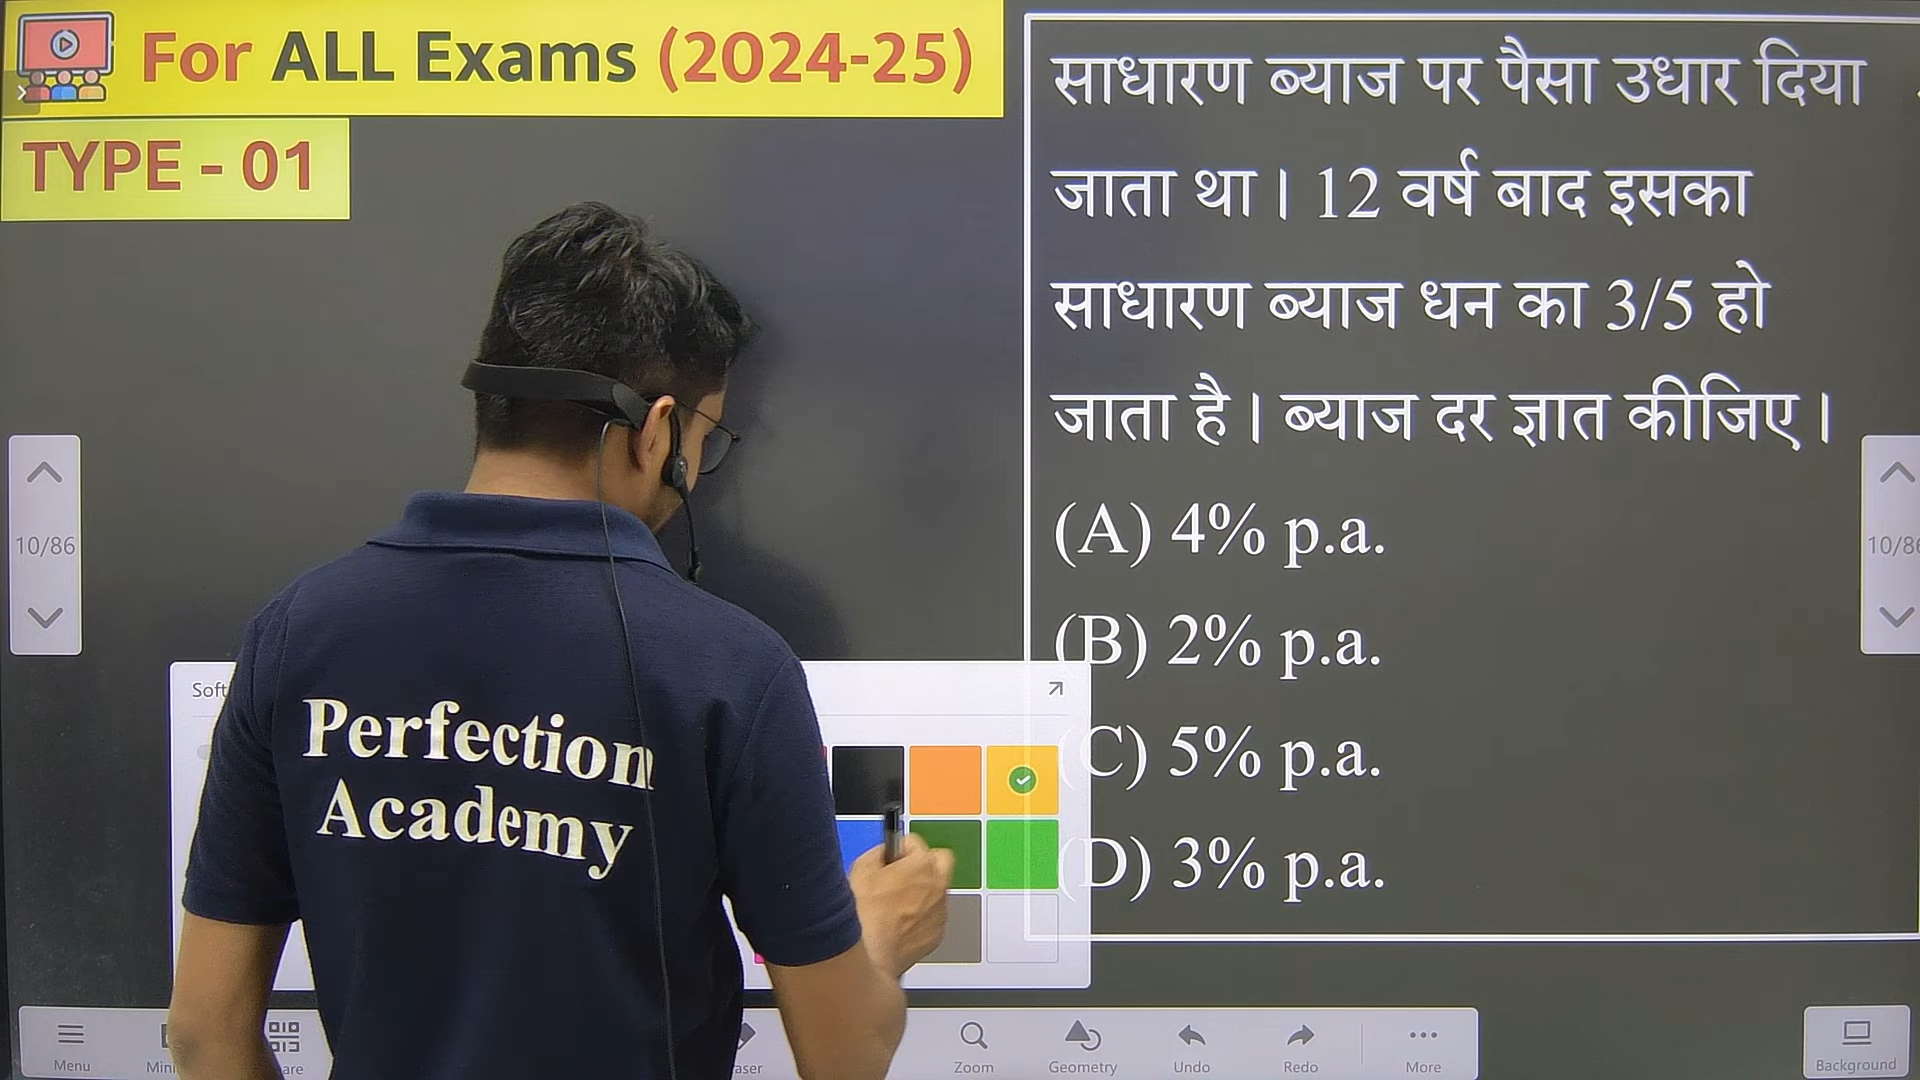 For ALL Exams (2024-25)
TYPE - 01
साधारण ब्याज पर पैसा उधार दिया
जाता था। 12 वर्ष बाद इसका
साधारण ब्याज धन का 3/5 हो
जाता है। ब्याज दर ज्ञात कीजिए।
(A) 4% p.a.
(B) 2% p.a.
(C) 5% p.a.
(D) 3% p.a.
10/86
10/86
Perfection
Academy
Menu
Zoom
Geometry
Undo
Redo
More
Background